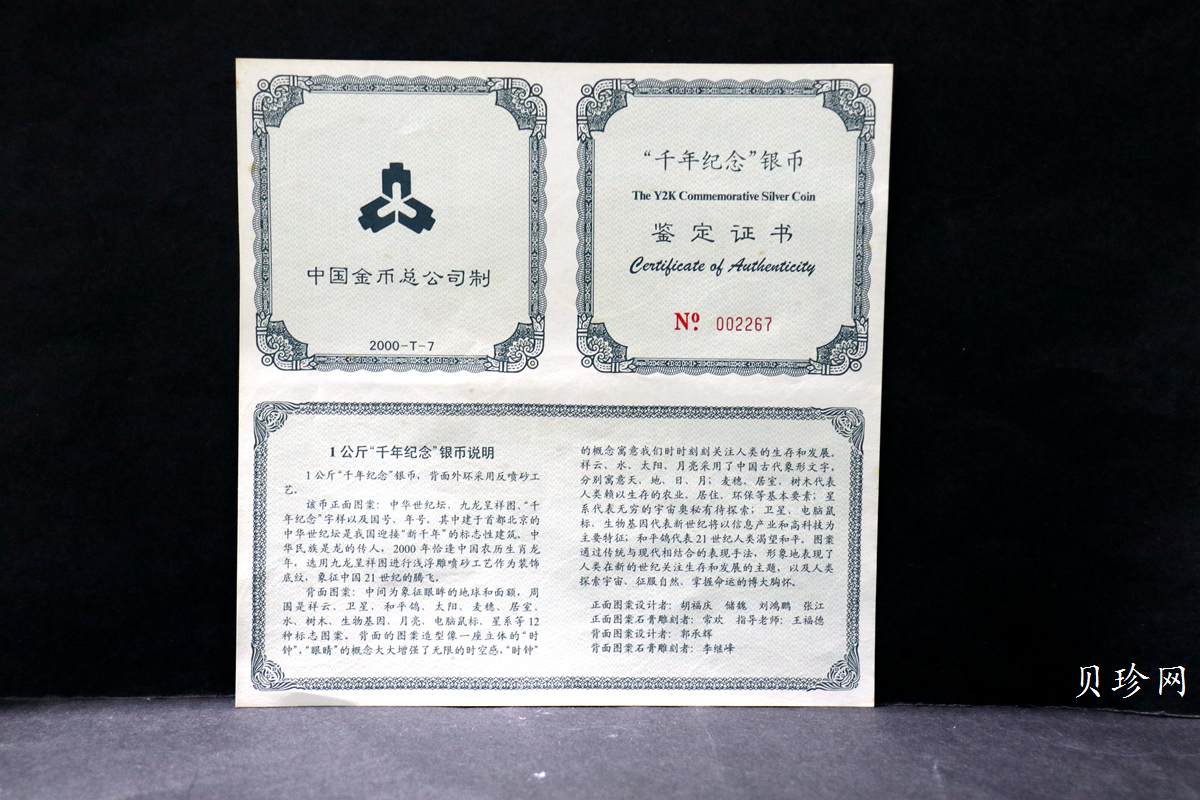 中国金币总公司制
2000-T-7
“千年纪念”银币
The Y2K Commemorative Silver Coin
鉴定证书
Certificate of Authenticity
Nº 002267
1公斤“千年纪念”银币说明
1公斤“千年纪念”银币，背面外环采用反喷砂工
艺。
该币正面图案：中华世纪坛、九龙呈祥图、“千
年纪念”字样以及国号、年号。其中建于首都北京的
中华世纪坛是我国迎接“新千年”的标志性建筑。中
华民族是龙的传人，2000年恰逢中国农历生肖龙
年，选用九龙呈祥图进行浅浮雕喷砂工艺作为装饰
底纹，象征中国21世纪的腾飞。
背面图案：中间为象征眼眸的地球和面额，周
围是祥云、卫星、和平鸽、太阳、麦穗、居室、
水、树木、生物基因、月亮、电脑鼠标、星系等12
种标志图案。背面的图案造型像一座立体的“时
钟”，“眼睛”的概念大大增强了无限的时空感，“时钟”
的概念寓意我们时时刻刻关注人类的生存和发展。
祥云、水、太阳、月亮采用了中国古代象形文字，
分别寓意天、地、日、月；麦穗、居室、树木代表
人类赖以生存的农业、居住、环保等基本要素；星
系代表无穷的宇宙奥秘有待探索；卫星、电脑鼠
标、生物基因代表新世纪将以信息产业和高科技为
主要特征；和平鸽代表21世纪人类渴望和平。图案
通过传统与现代相结合的表现手法，形象地表现了
人类在新的世纪关注生存和发展的主题，以及人类
探索宇宙、征服自然、掌握命运的博大胸怀。
正面图案设计者：胡福庆 储魏 刘鸿鹏 张江
正面图案石膏雕刻者：常欢 指导老师：王福德
背面图案设计者：郭承辉
背面图案石膏雕刻者：李继峰
贝珍网